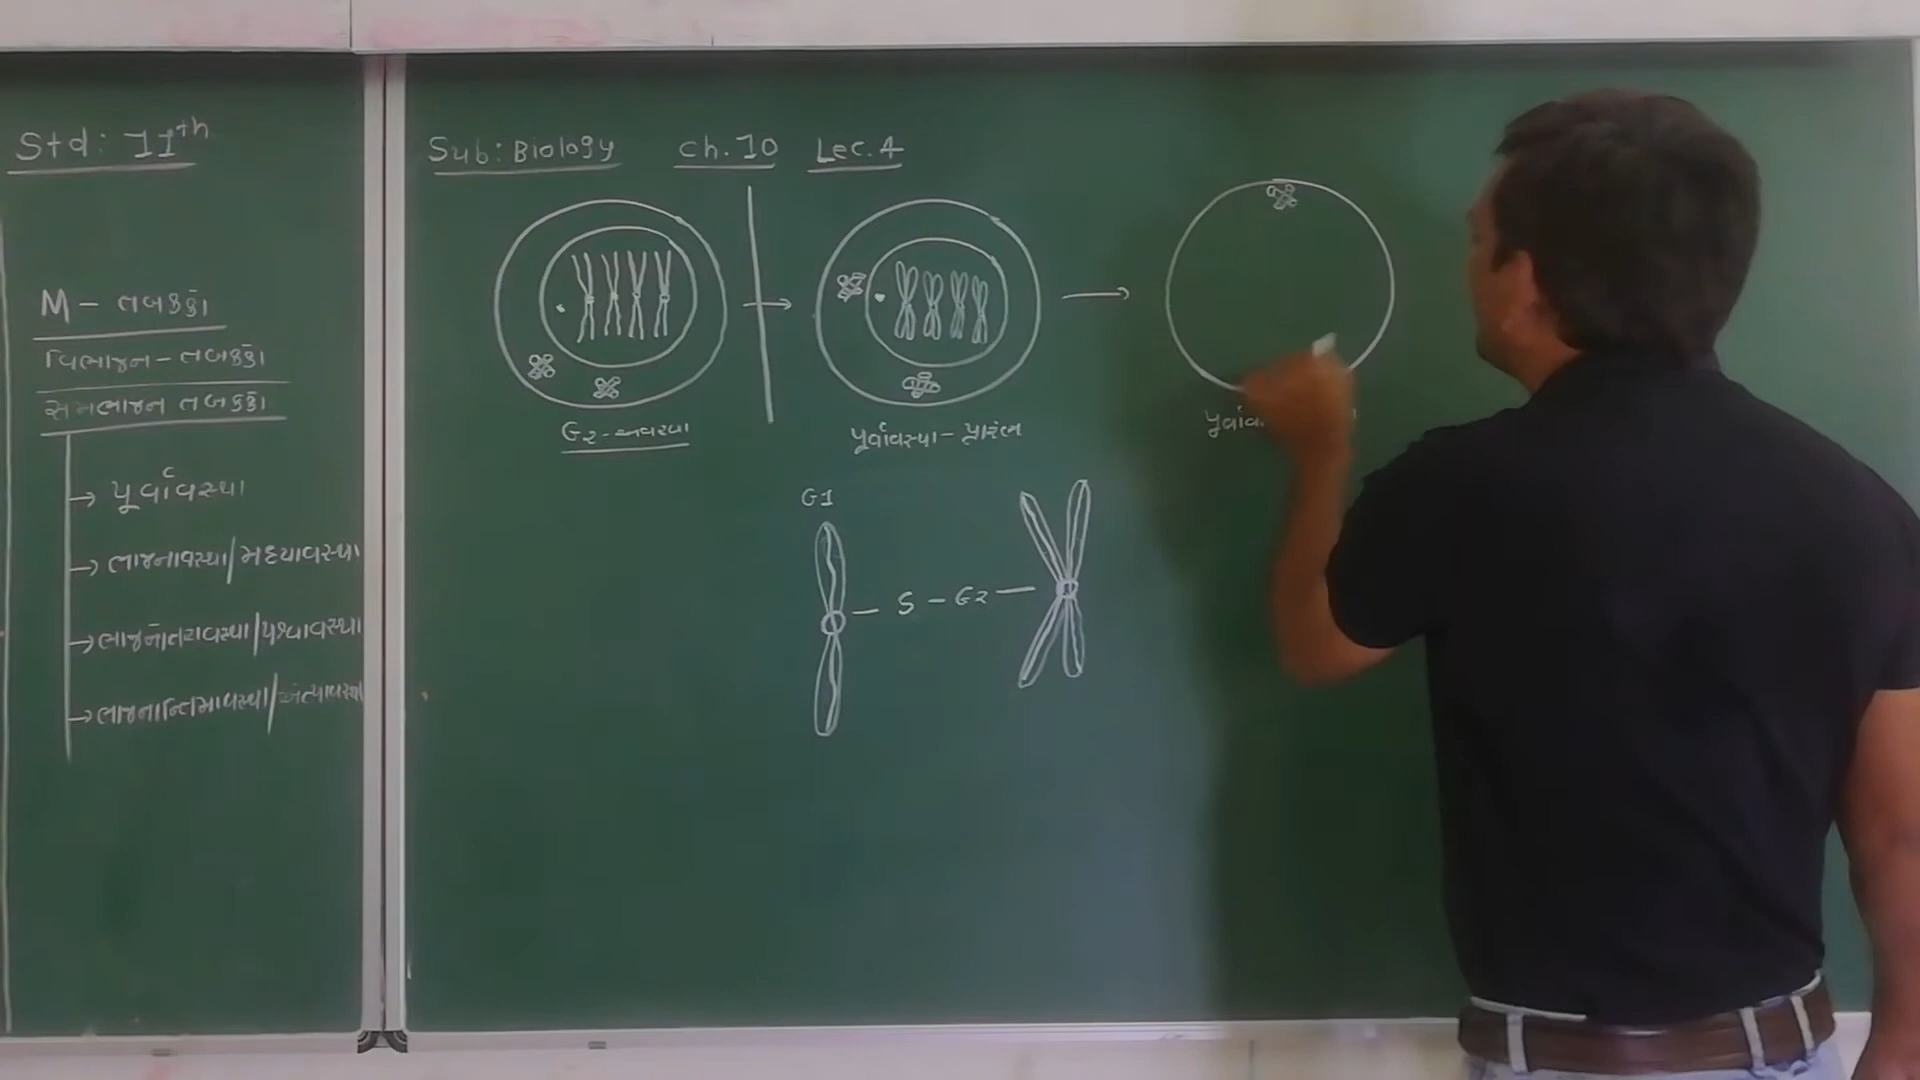 Std: 11th
Sub: Biology Ch. 10 Lec. 4
M - તબક્કો
વિભાજન - તબક્કો
સમભાજન તબક્કો
→ પૂર્વાવસ્થા
→ ભાજનાવસ્થા/મધ્યાવસ્થા
→ ભાજનોતરાવસ્થા/પશ્વાવસ્થા
→ ભાજનાન્તિમાવસ્થા/અંત્યાવસ્થા
G2 - અવસ્થા
પૂર્વાવસ્થા - પ્રારંભ
G1
- S - G2 -